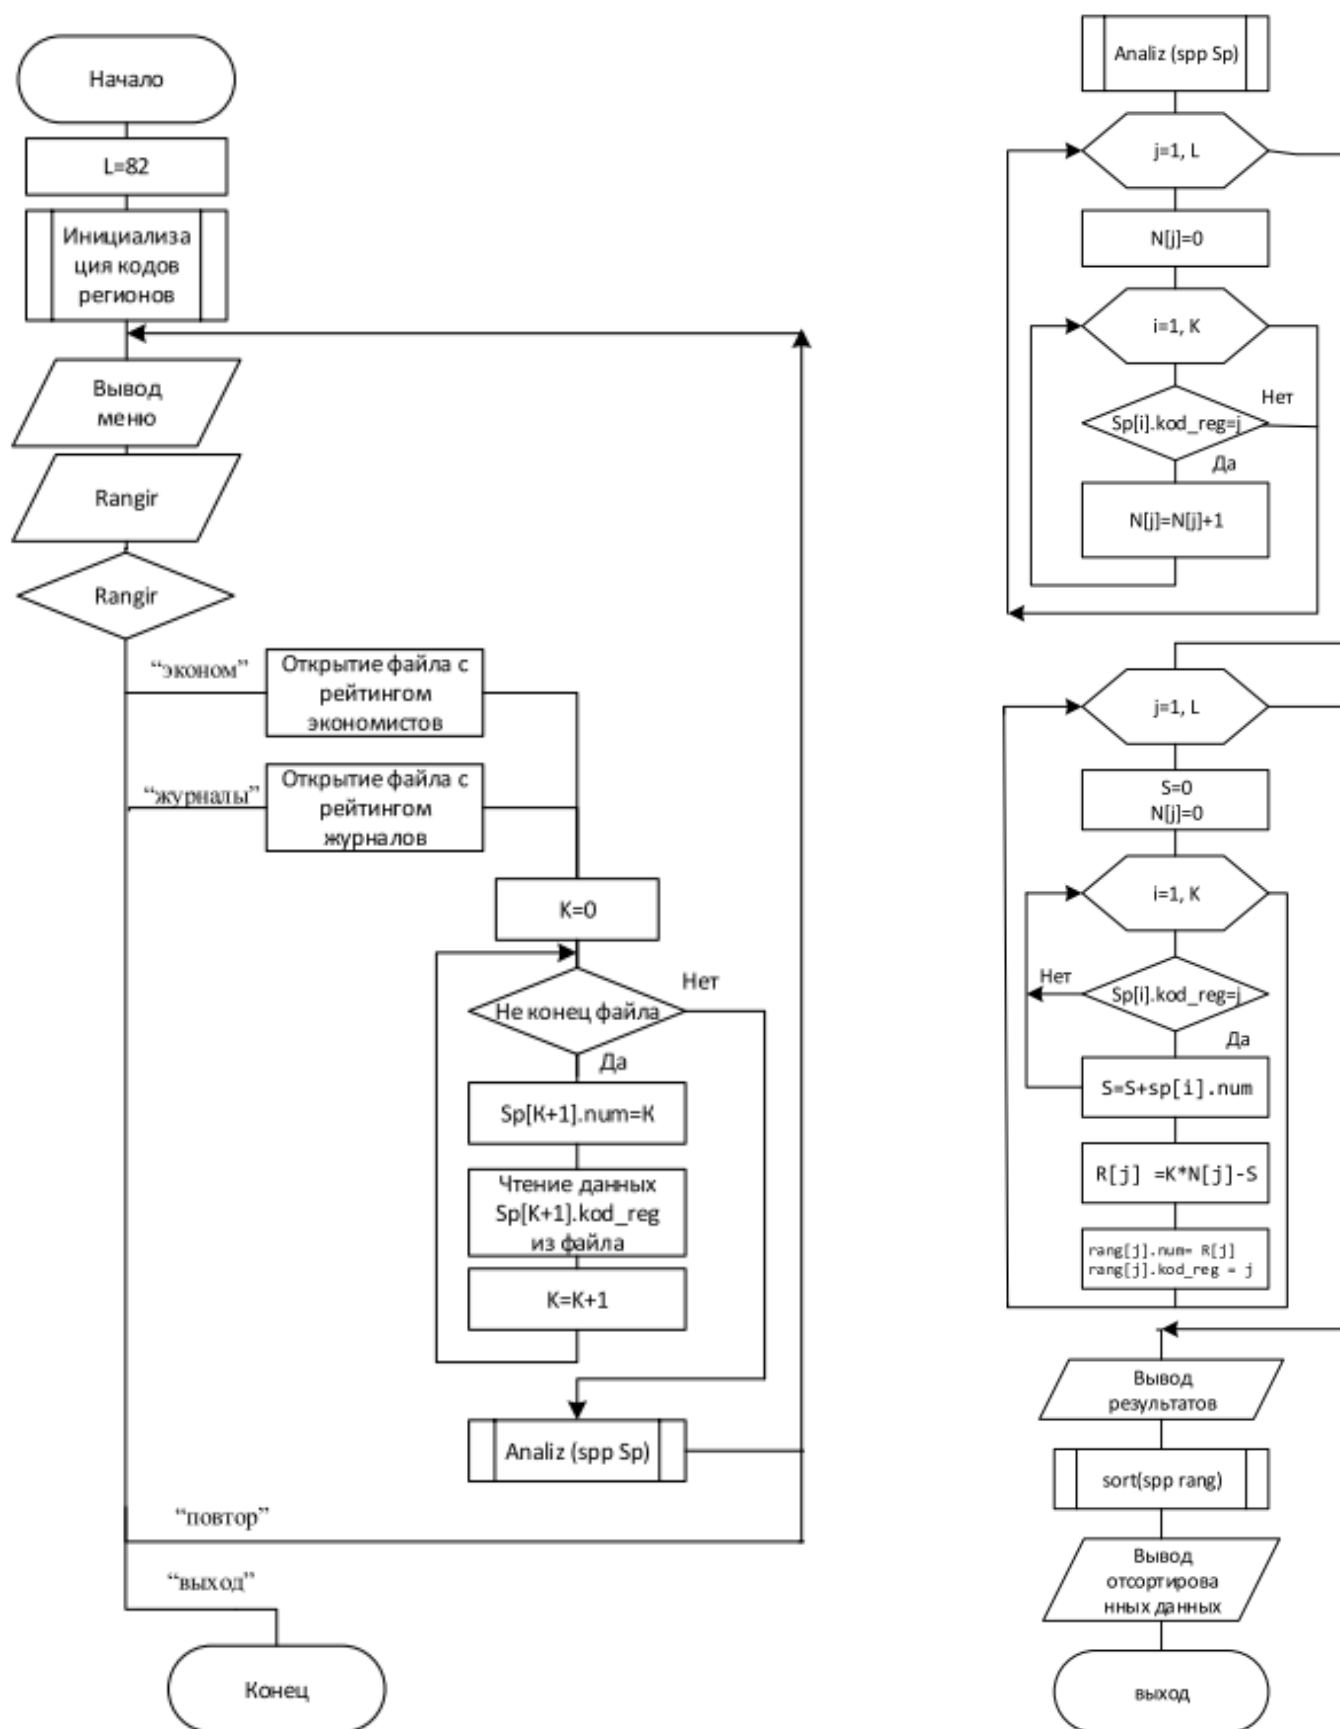 Начало
L=82
Инициализа
ция кодов
регионов
Вывод
меню
Rangir
Rangir
“эконом”
Открытие файла с
рейтингом
экономистов
“журналы”
Открытие файла с
рейтингом
журналов
K=0
Не конец файла
Нет
Да
Sp[K+1].num=K
Чтение данных
Sp[K+1].kod_reg
из файла
K=K+1
Analiz (spp Sp)
“повтор”
“выход”
Конец
Analiz (spp Sp)
j=1, L
N[j]=0
i=1, K
Нет
Sp[i].kod_reg=j
Да
N[j]=N[j]+1
j=1, L
S=0
N[j]=0
i=1, K
Нет
Sp[i].kod_reg=j
Да
S=S+sp[i].num
R[j] =K*N[j]-S
rang[j].num= R[j]
rang[j].kod_reg = j
Вывод
результатов
sort(spp rang)
Вывод
отсортирова
нных данных
выход